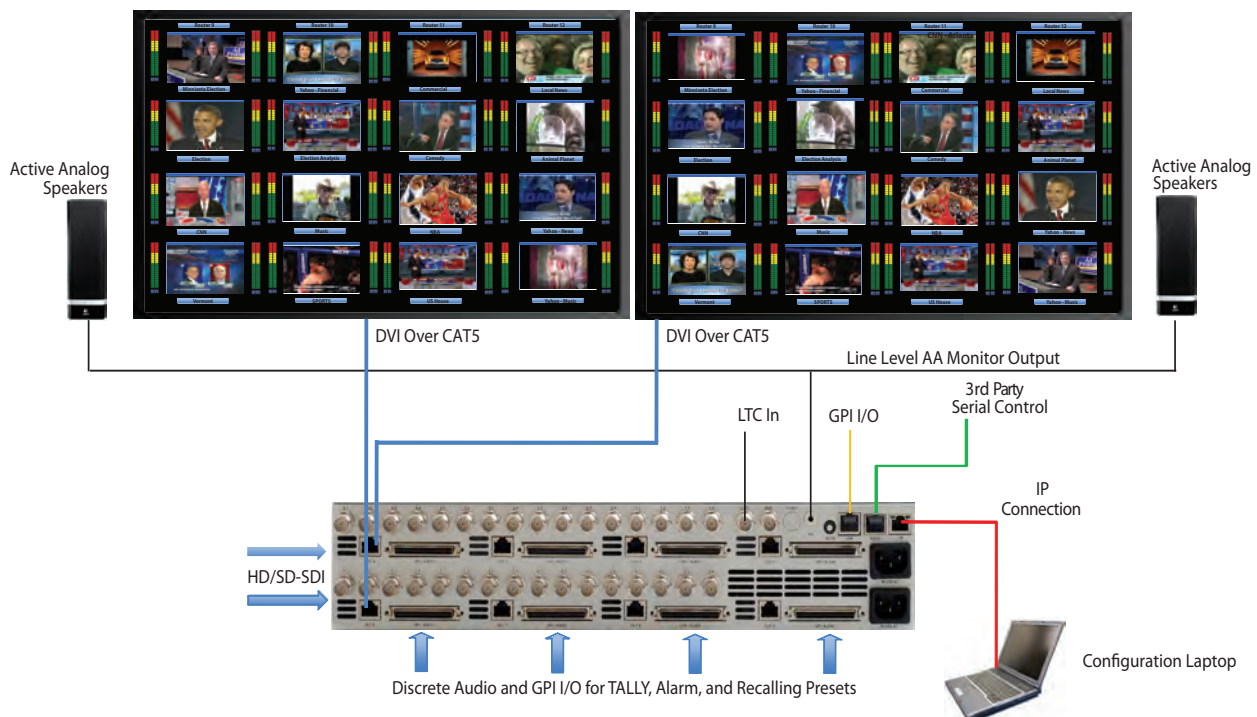 Router 9 Router 10 Router 11 Router 12
Minniasta Election Yahoo - Financial Commercial Local News
Election Election Analysis Comedy Animal Planet
CNN Music NBA Yahoo - News
Vermont SPORTS US House Yahoo - Music
Router 9 Router 10 Router 11 Router 12
CNN - Atlanta
Minniasta Election Yahoo - Financial Commercial Local News
Election Election Analysis Comedy Animal Planet
CNN Music NBA Yahoo - News
Vermont SPORTS US House Yahoo - Music
Active Analog
Speakers
Active Analog
Speakers
DVI Over CAT5
DVI Over CAT5
Line Level AA Monitor Output
LTC In
GPI I/O
3rd Party
Serial Control
IP
Connection
HD/SD-SDI
Discrete Audio and GPI I/O for TALLY, Alarm, and Recalling Presets
Configuration Laptop